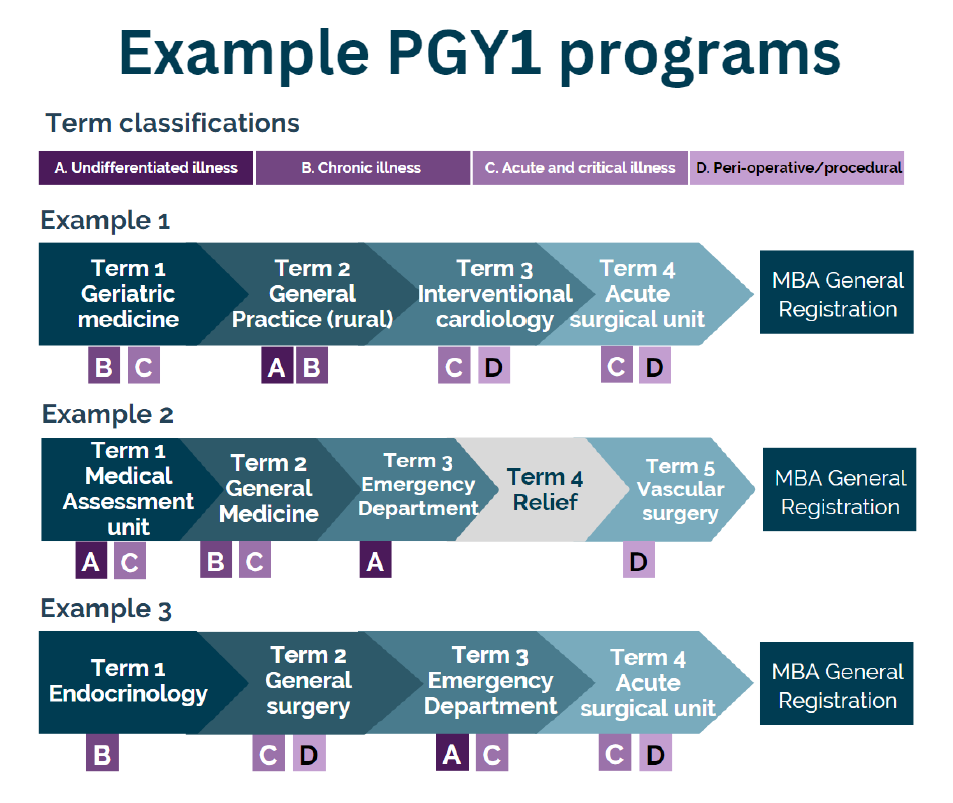 Example PGY1 programs
Term classifications
A. Undifferentiated illness
B. Chronic illness
C. Acute and critical illness
D. Peri-operative/procedural
Example 1
Term 1
Geriatric
medicine
Term 2
General
Practice (rural)
Term 3
Interventional
cardiology
Term 4
Acute
surgical unit
MBA General
Registration
B C
A B
C D
C D
Example 2
Term 1
Medical
Assessment
unit
Term 2
General
Medicine
Term 3
Emergency
Department
Term 4
Relief
Term 5
Vascular
surgery
MBA General
Registration
A C
B C
A
D
Example 3
Term 1
Endocrinology
Term 2
General
surgery
Term 3
Emergency
Department
Term 4
Acute
surgical unit
MBA General
Registration
B
C D
A C
C D